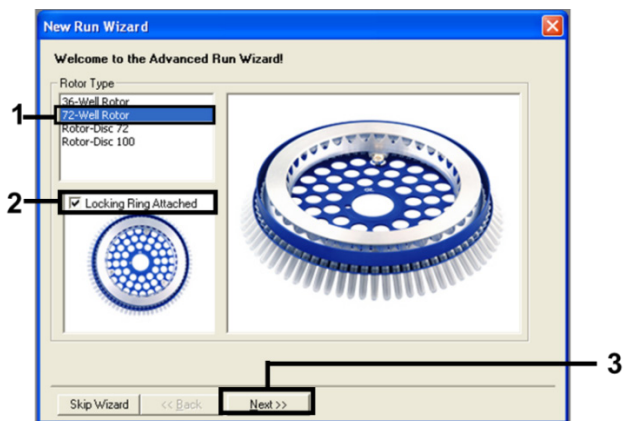 New Run Wizard
Welcome to the Advanced Run Wizard!
Rotor Type
36-Well Rotor
1
72-Well Rotor
Rotor-Disc 72
Rotor-Disc 100
2
Locking Ring Attached
3
Skip Wizard
<< Back
Next >>